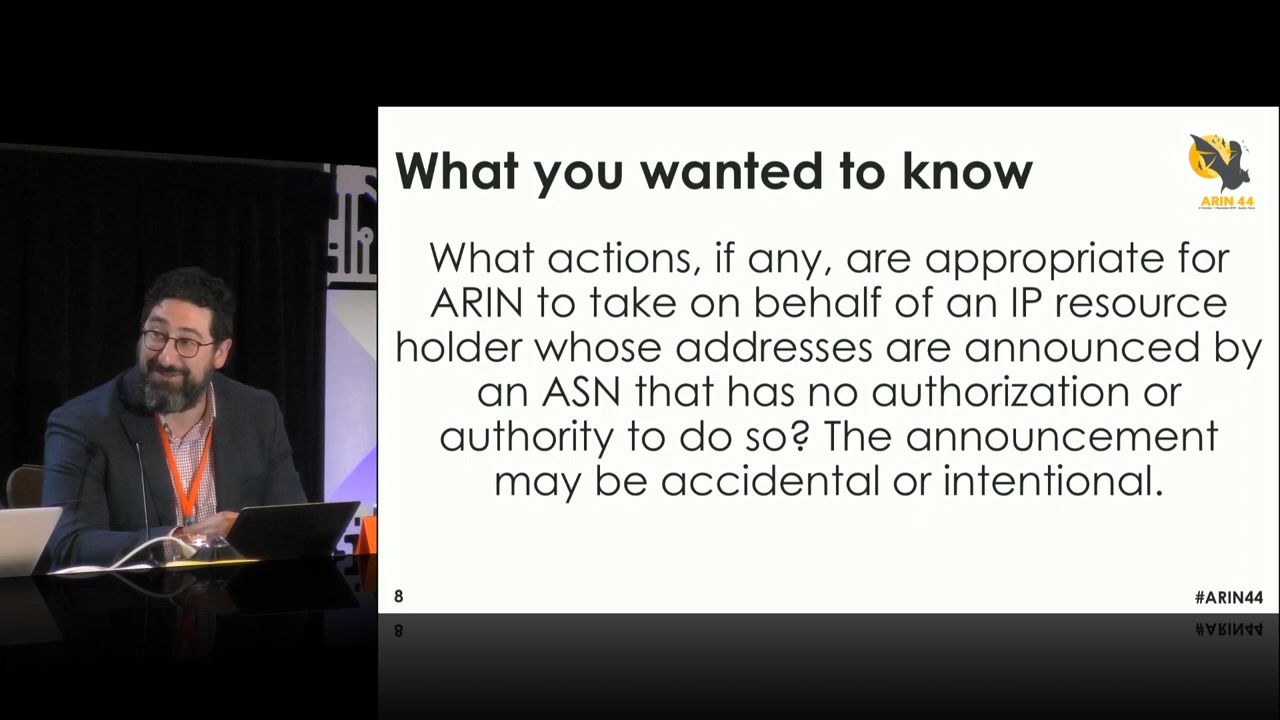 What you wanted to know
ARIN 44
What actions, if any, are appropriate for
ARIN to take on behalf of an IP resource
holder whose addresses are announced by
an ASN that has no authorization or
authority to do so? The announcement
may be accidental or intentional.
8
#ARIN44